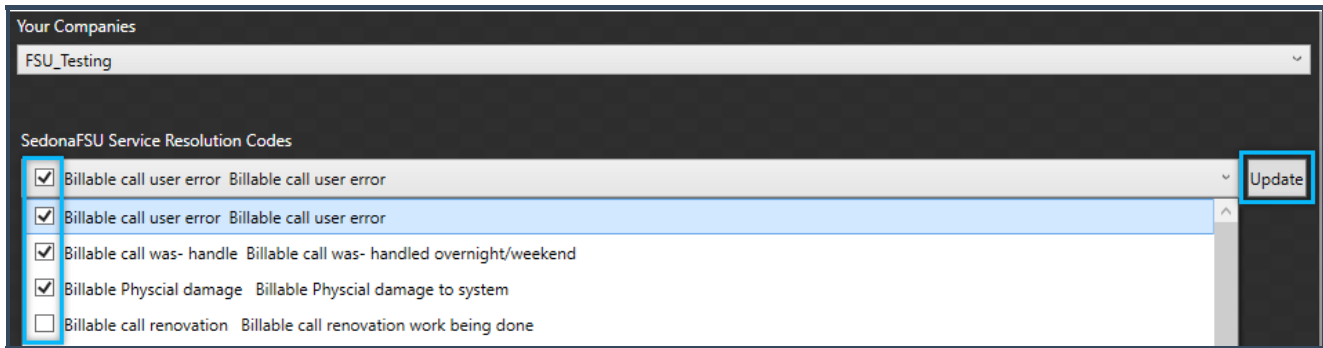 Your Companies
FSU_Testing
SedonaFSU Service Resolution Codes
Billable call user error  Billable call user error
Update
Billable call user error  Billable call user error
Billable call was- handle  Billable call was- handled overnight/weekend
Billable Physcial damage  Billable Physcial damage to system
Billable call renovation  Billable call renovation work being done